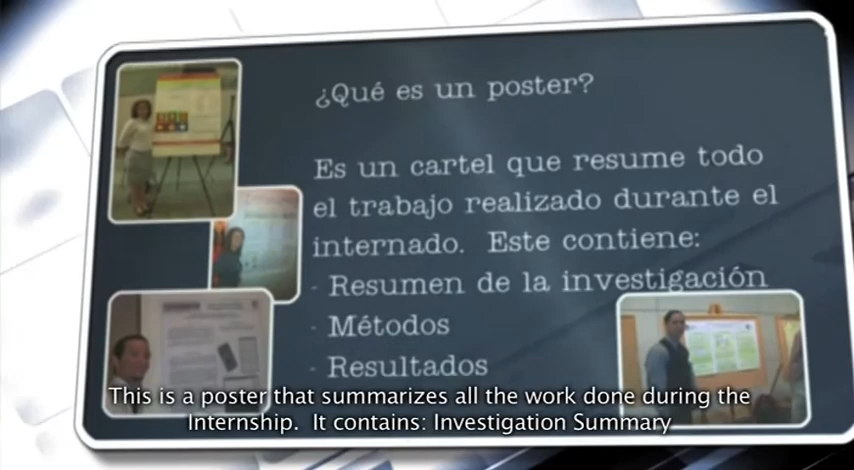 ¿Qué es un poster?
Es un cartel que resume todo
el trabajo realizado durante el
internado. Este contiene:
- Resumen de la investigación
- Métodos
- Resultados
This is a poster that summarizes all the work done during the
Internship. It contains: Investigation Summary